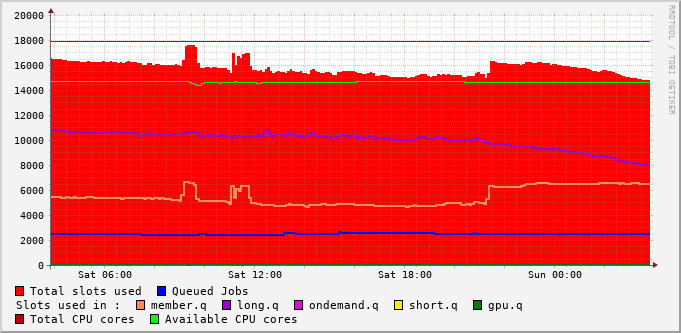 20000
18000
16000
14000
12000
10000
8000
6000
4000
2000
0
Sat 06:00 Sat 12:00 Sat 18:00 Sun 00:00
RRDTOOL / TOBI OETIKER
Total slots used Queued Jobs
Slots used in : member.q long.q ondemand.q short.q gpu.q
Total CPU cores Available CPU cores